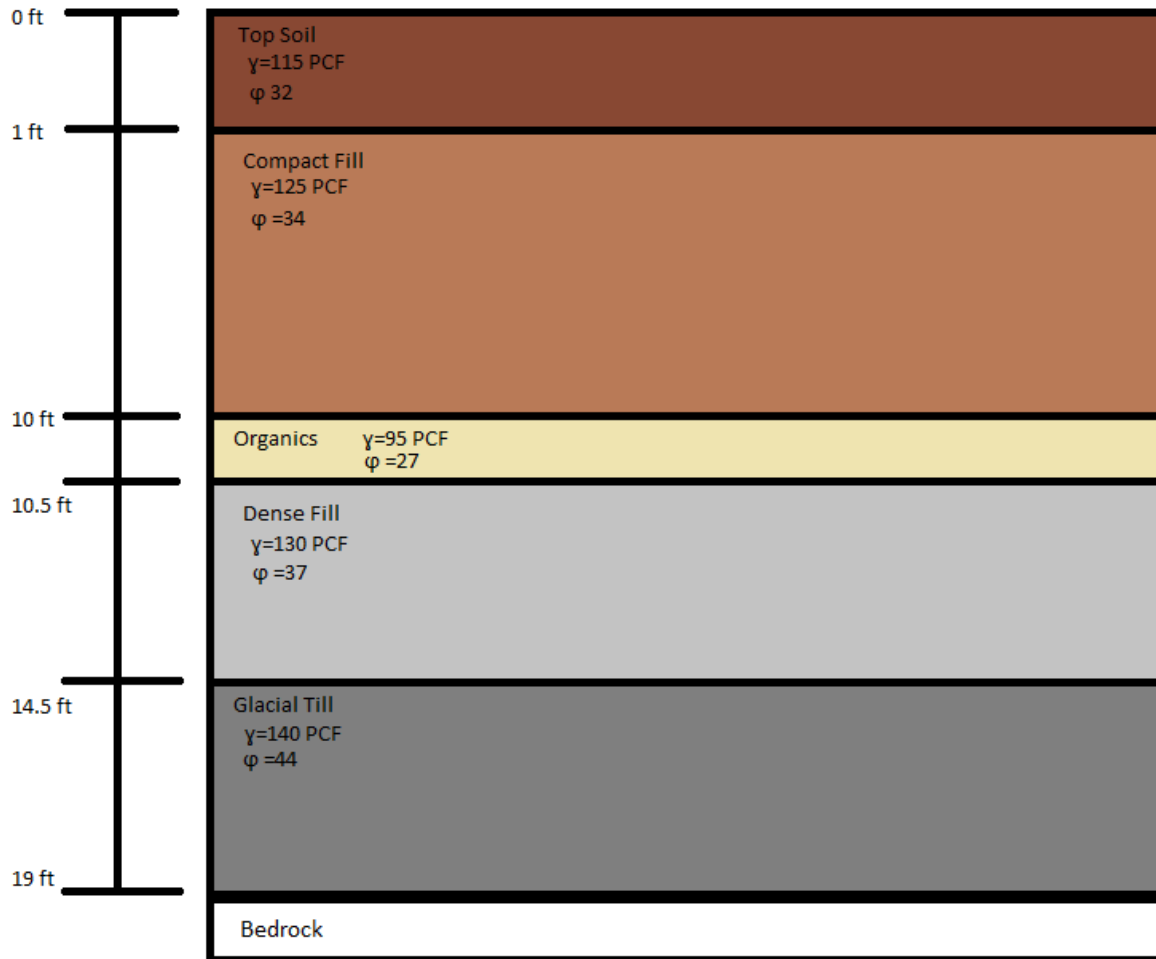 0 ft
Top Soil
γ=115 PCF
φ 32
1 ft
Compact Fill
γ=125 PCF
φ =34
10 ft
Organics γ=95 PCF
φ =27
10.5 ft
Dense Fill
γ=130 PCF
φ =37
14.5 ft
Glacial Till
γ=140 PCF
φ =44
19 ft
Bedrock